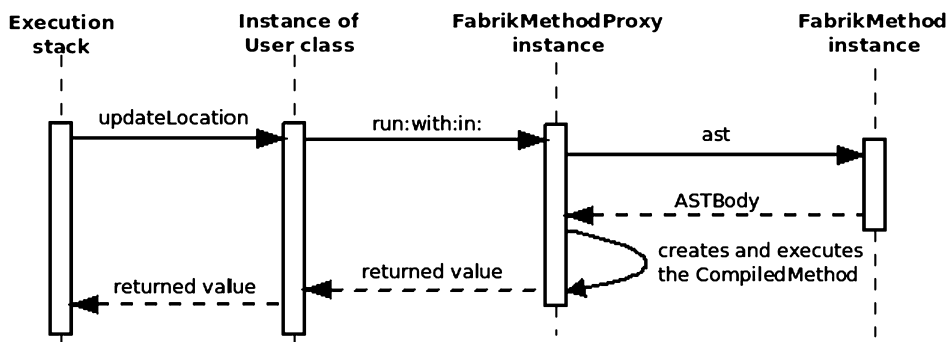 Execution
stack
Instance of
User class
FabrikMethodProxy
instance
FabrikMethod
instance
updateLocation
run:with:in:
ast
ASTBody
creates and executes
the CompiledMethod
returned value
returned value